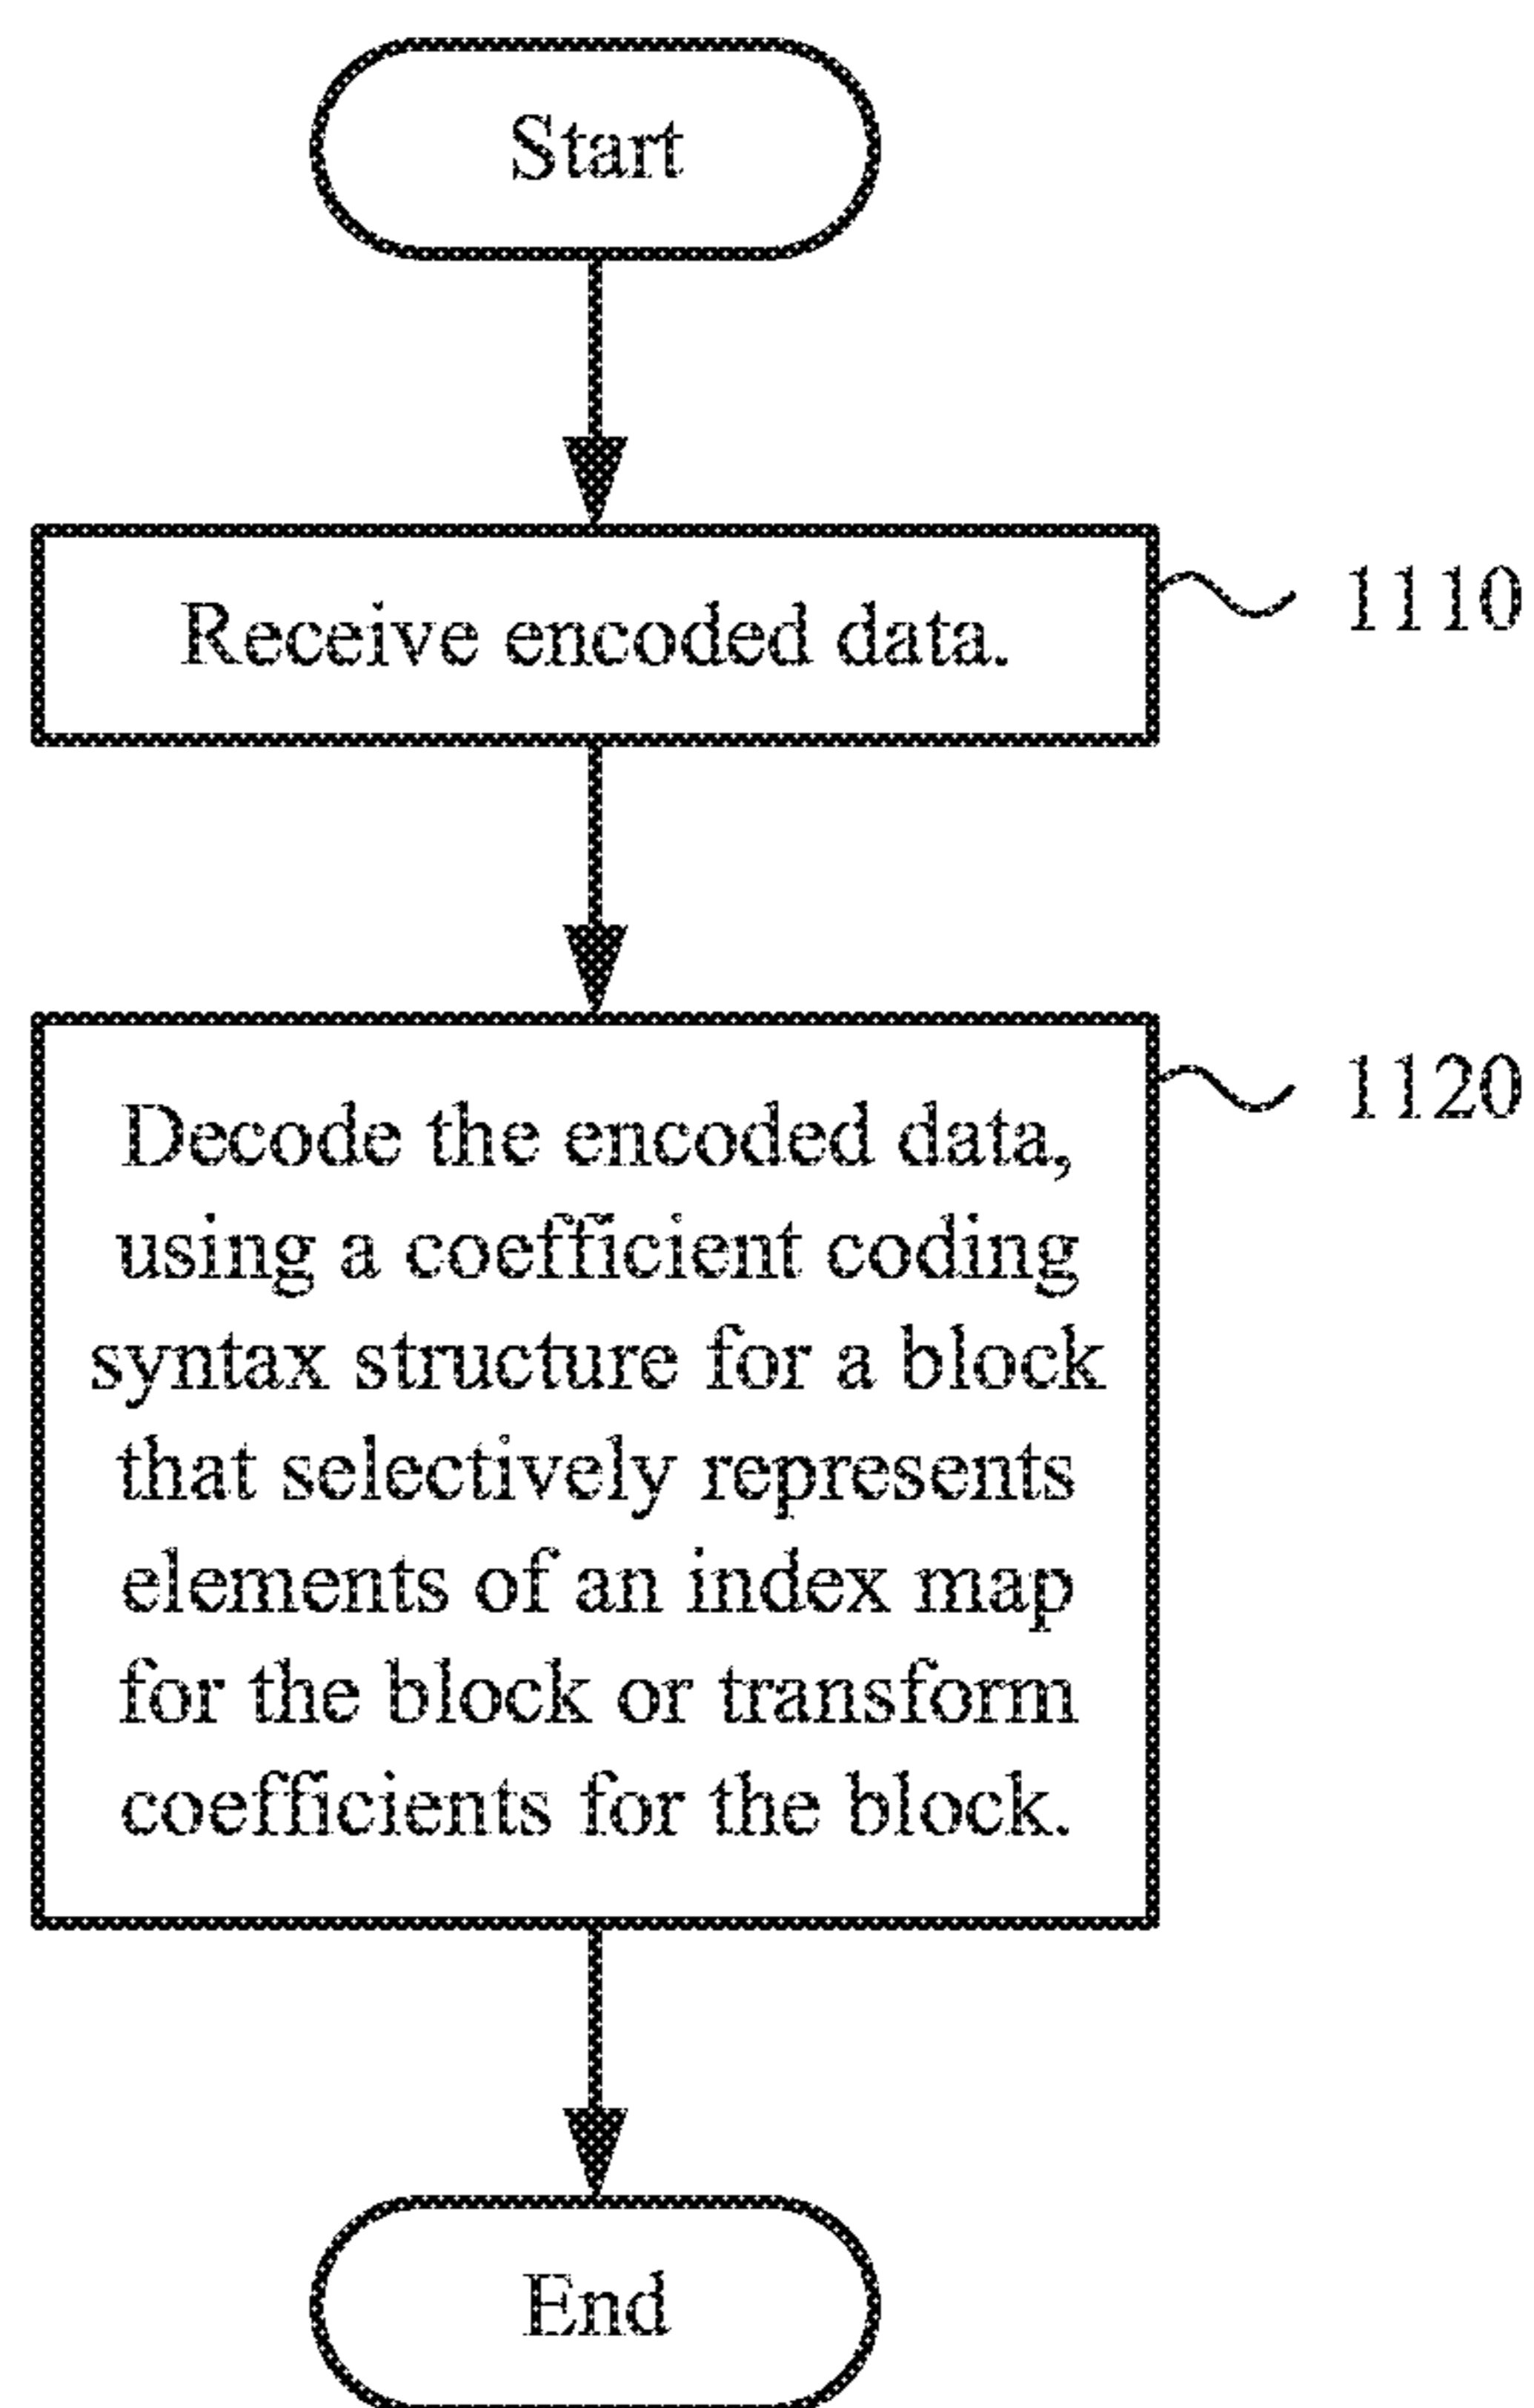 Start
Receive encoded data.
1110
1120
Decode the encoded data,
using a coefficient coding
syntax structure for a block
that selectively represents
elements of an index map
for the block or transform
coefficients for the block.
End